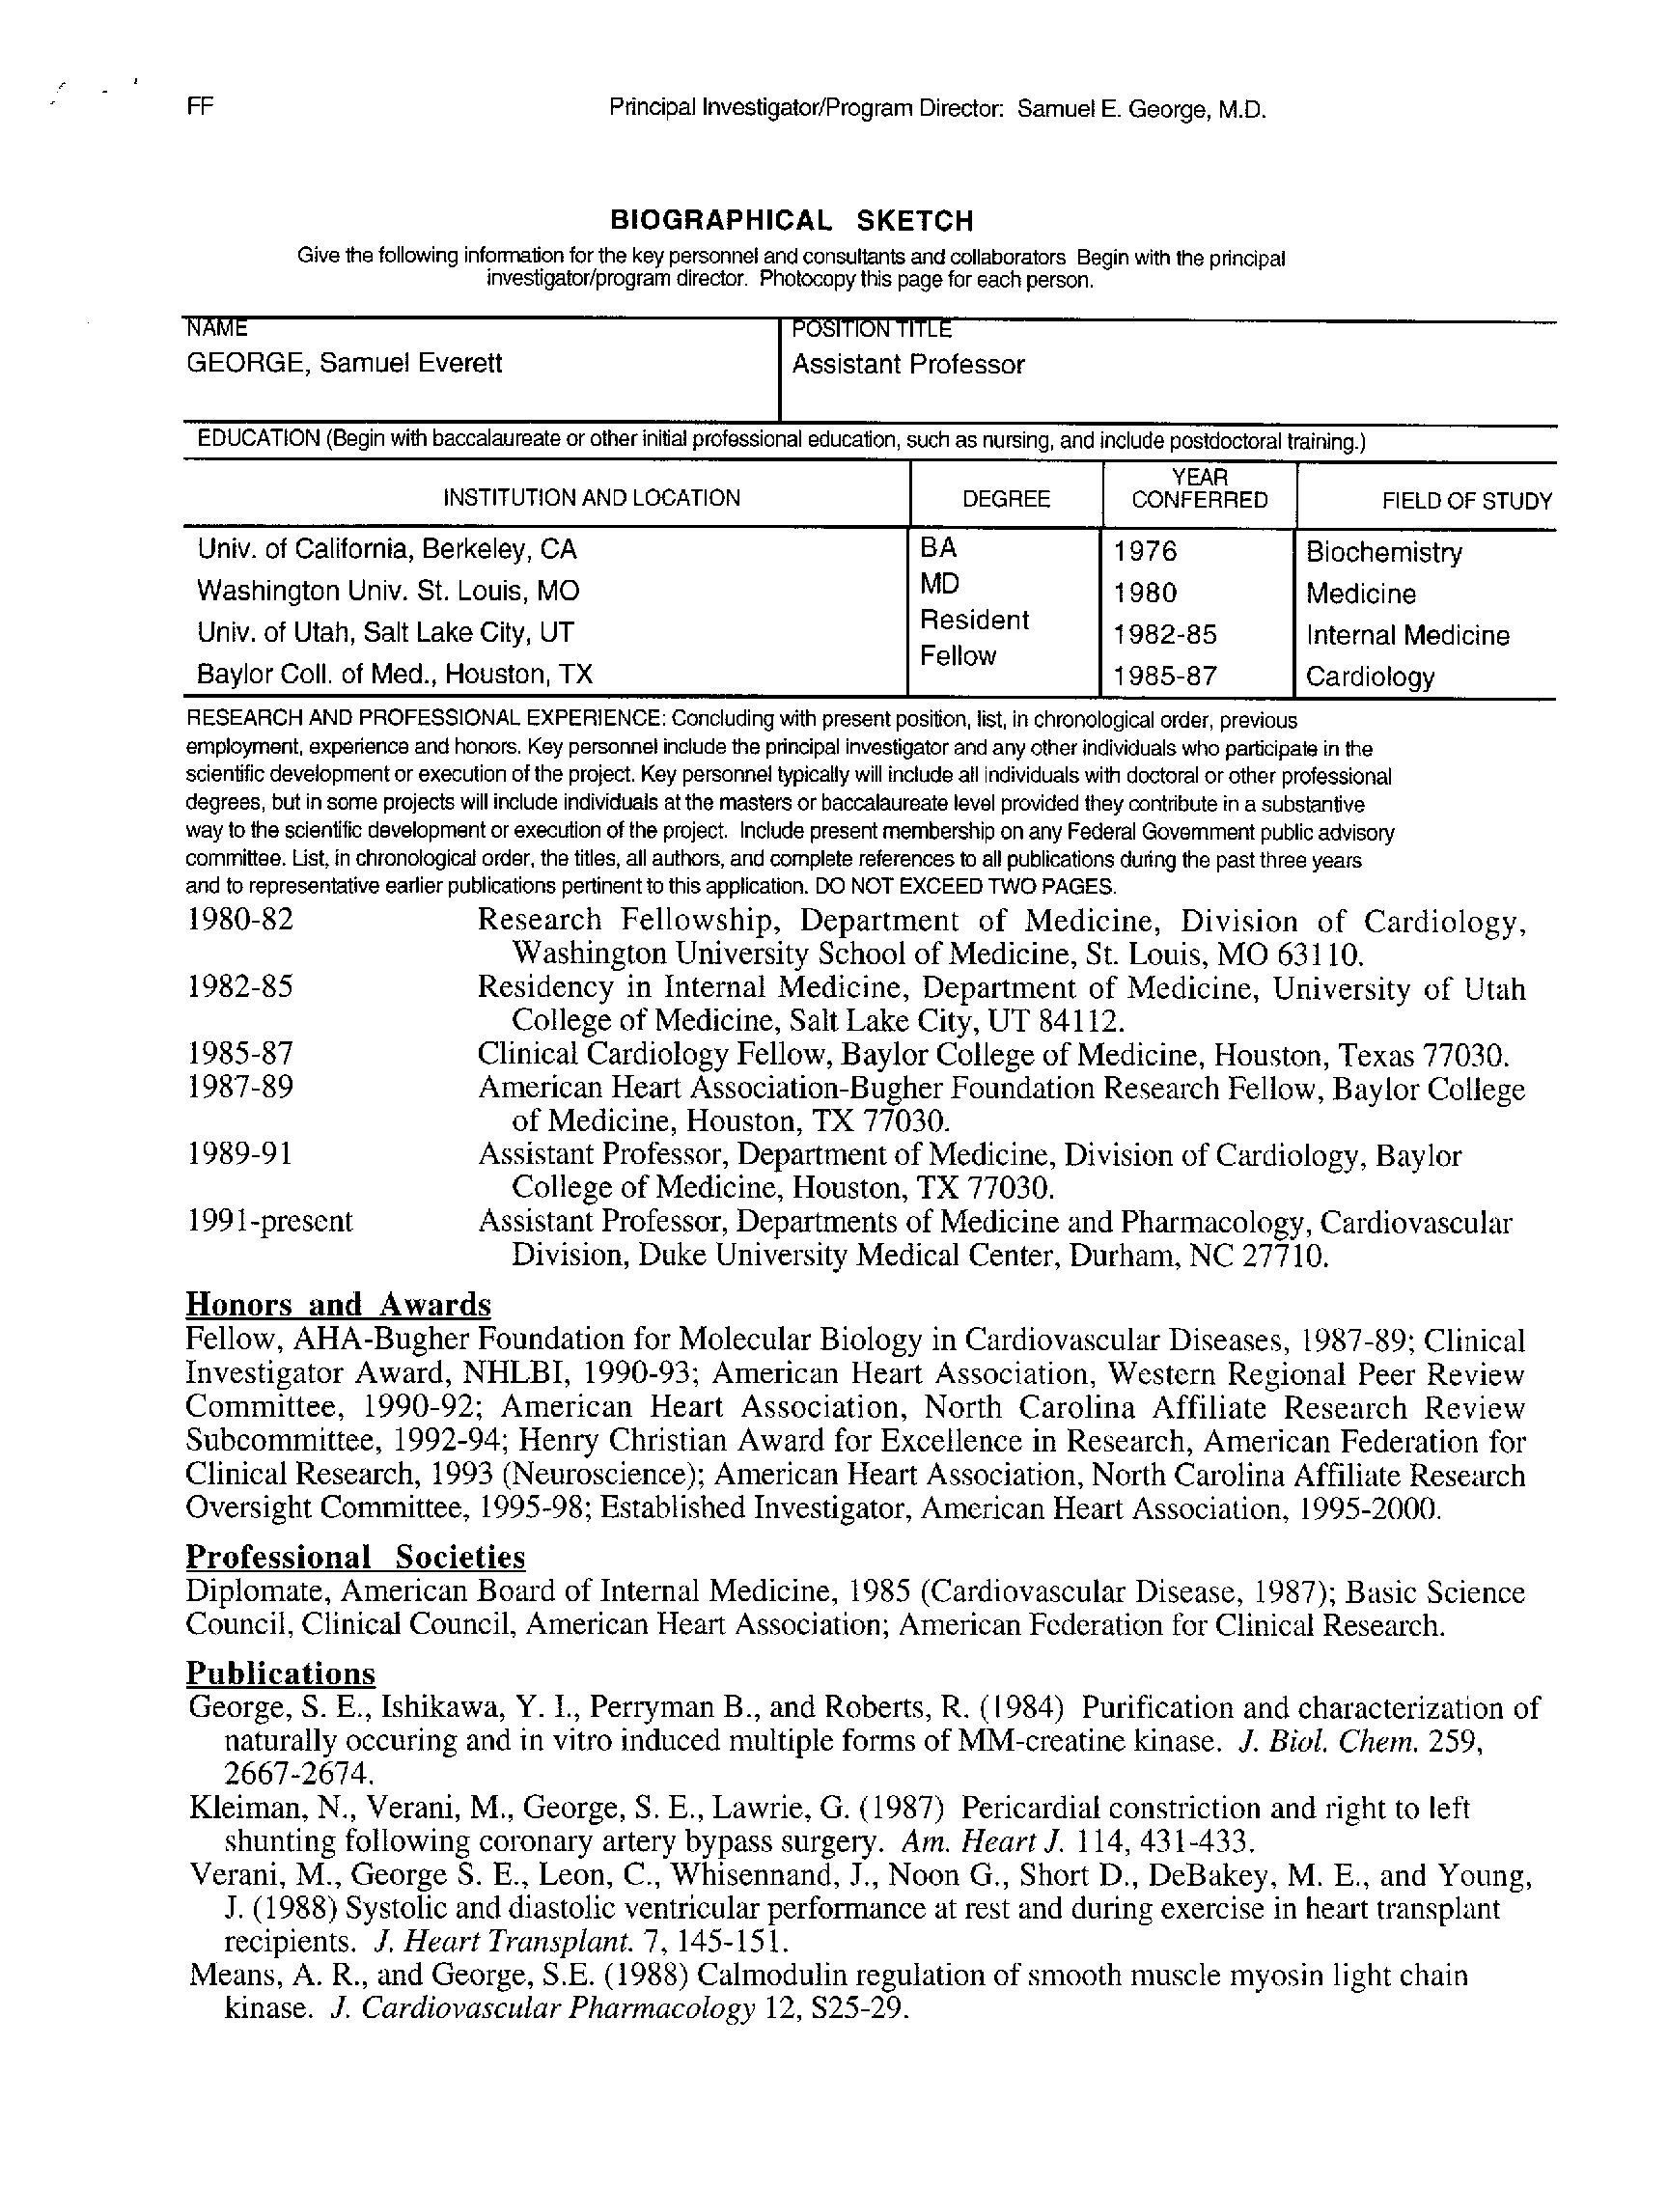 FF
Principal Investigator/Program Director: Samuel E. George, M.D.
BIOGRAPHICAL SKETCH
Give the following information for the key personnel and consultants and collaborators Begin with the principal
investigator/program director. Photocopy this page for each person.
NAME
POSITION TITLE
GEORGE, Samuel Everett
Assistant Professor
EDUCATION (Begin with baccalaureate or other initial professional education, such as nursing, and include postdoctoral training.)
INSTITUTION AND LOCATION DEGREE YEAR CONFERRED FIELD OF STUDY
Univ. of California, Berkeley, CA BA 1976 Biochemistry
Washington Univ. St. Louis, MO MD 1980 Medicine
Univ. of Utah, Salt Lake City, UT Resident 1982-85 Internal Medicine
Baylor Coll. of Med., Houston, TX Fellow 1985-87 Cardiology
RESEARCH AND PROFESSIONAL EXPERIENCE: Concluding with present position, list, in chronological order, previous
employment, experience and honors. Key personnel include the principal investigator and any other individuals who participate in the
scientific development or execution of the project. Key personnel typically will include all individuals with doctoral or other professional
degrees, but in some projects will include individuals at the masters or baccalaureate level provided they contribute in a substantive
way to the scientific development or execution of the project. Include present membership on any Federal Government public advisory
committee. List, in chronological order, the titles, all authors, and complete references to all publications during the past three years
and to representative earlier publications pertinent to this application. DO NOT EXCEED TWO PAGES.
1980-82 Research Fellowship, Department of Medicine, Division of Cardiology,
Washington University School of Medicine, St. Louis, MO 63110.
1982-85 Residency in Internal Medicine, Department of Medicine, University of Utah
College of Medicine, Salt Lake City, UT 84112.
1985-87 Clinical Cardiology Fellow, Baylor College of Medicine, Houston, Texas 77030.
1987-89 American Heart Association-Bugher Foundation Research Fellow, Baylor College
of Medicine, Houston, TX 77030.
1989-91 Assistant Professor, Department of Medicine, Division of Cardiology, Baylor
College of Medicine, Houston, TX 77030.
1991-present Assistant Professor, Departments of Medicine and Pharmacology, Cardiovascular
Division, Duke University Medical Center, Durham, NC 27710.
Honors and Awards
Fellow, AHA-Bugher Foundation for Molecular Biology in Cardiovascular Diseases, 1987-89; Clinical
Investigator Award, NHLBI, 1990-93; American Heart Association, Western Regional Peer Review
Committee, 1990-92; American Heart Association, North Carolina Affiliate Research Review
Subcommittee, 1992-94; Henry Christian Award for Excellence in Research, American Federation for
Clinical Research, 1993 (Neuroscience); American Heart Association, North Carolina Affiliate Research
Oversight Committee, 1995-98; Established Investigator, American Heart Association, 1995-2000.
Professional Societies
Diplomate, American Board of Internal Medicine, 1985 (Cardiovascular Disease, 1987); Basic Science
Council, Clinical Council, American Heart Association; American Federation for Clinical Research.
Publications
George, S. E., Ishikawa, Y. I., Perryman B., and Roberts, R. (1984) Purification and characterization of
naturally occuring and in vitro induced multiple forms of MM-creatine kinase. J. Biol. Chem. 259,
2667-2674.
Kleiman, N., Verani, M., George, S. E., Lawrie, G. (1987) Pericardial constriction and right to left
shunting following coronary artery bypass surgery. Am. Heart J. 114, 431-433.
Verani, M., George S. E., Leon, C., Whisennand, J., Noon G., Short D., DeBakey, M. E., and Young,
J. (1988) Systolic and diastolic ventricular performance at rest and during exercise in heart transplant
recipients. J. Heart Transplant. 7, 145-151.
Means, A. R., and George, S.E. (1988) Calmodulin regulation of smooth muscle myosin light chain
kinase. J. Cardiovascular Pharmacology 12, S25-29.